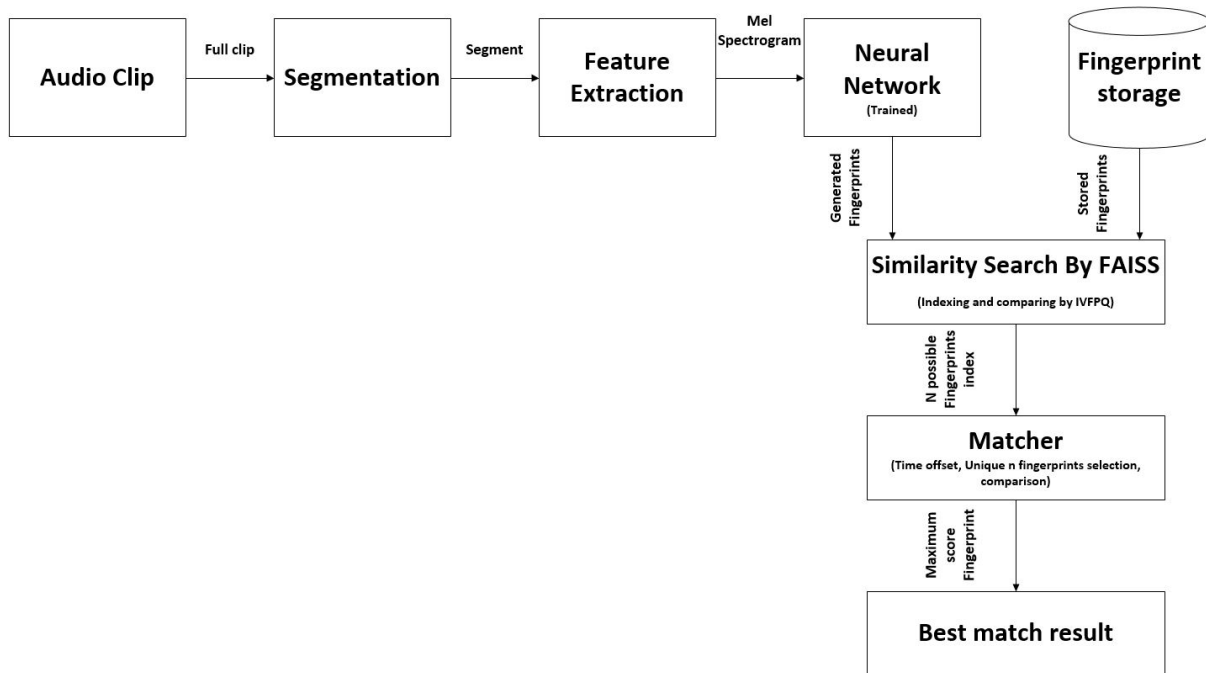 Audio Clip
Full clip
Segmentation
Segment
Feature
Extraction
Mel
Spectrogram
Neural
Network
(Trained)
Fingerprint
storage
Generated
Fingerprints
Stored
Fingerprints
Similarity Search By FAISS
(Indexing and comparing by IVFPQ)
N possible
Fingerprints
index
Matcher
(Time offset, Unique n fingerprints selection,
comparison)
Maximum
score
Fingerprint
Best match result